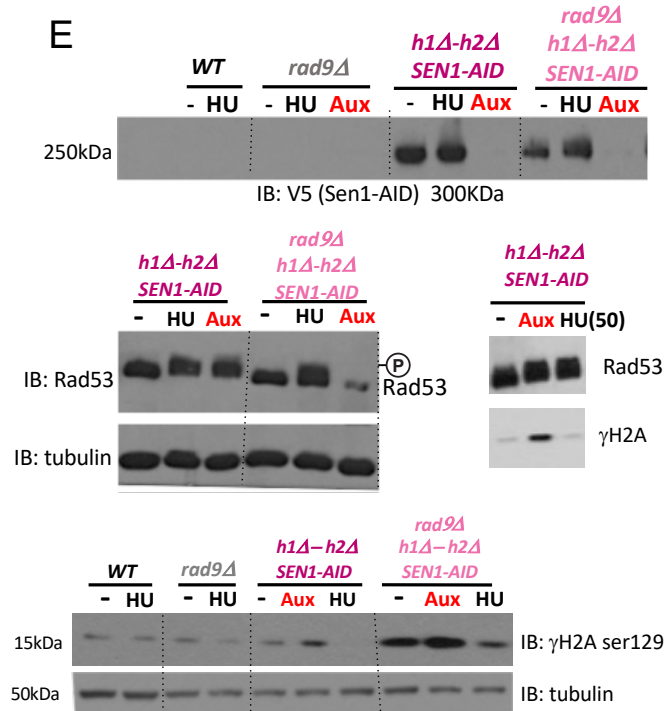 E
WT rad9Δ h1Δ-h2Δ SEN1-AID rad9Δ h1Δ-h2Δ SEN1-AID
- HU - HU Aux - HU Aux - HU Aux
250kDa
IB: V5 (Sen1-AID) 300KDa
h1Δ-h2Δ SEN1-AID rad9Δ h1Δ-h2Δ SEN1-AID
- HU Aux - HU Aux
IB: Rad53
P
Rad53
IB: tubulin
h1Δ-h2Δ
SEN1-AID
- Aux HU(50)
Rad53
γH2A
WT rad9Δ h1Δ–h2Δ SEN1-AID rad9Δ h1Δ–h2Δ SEN1-AID
- HU - HU - Aux HU - Aux HU
15kDa IB: γH2A ser129
50kDa IB: tubulin